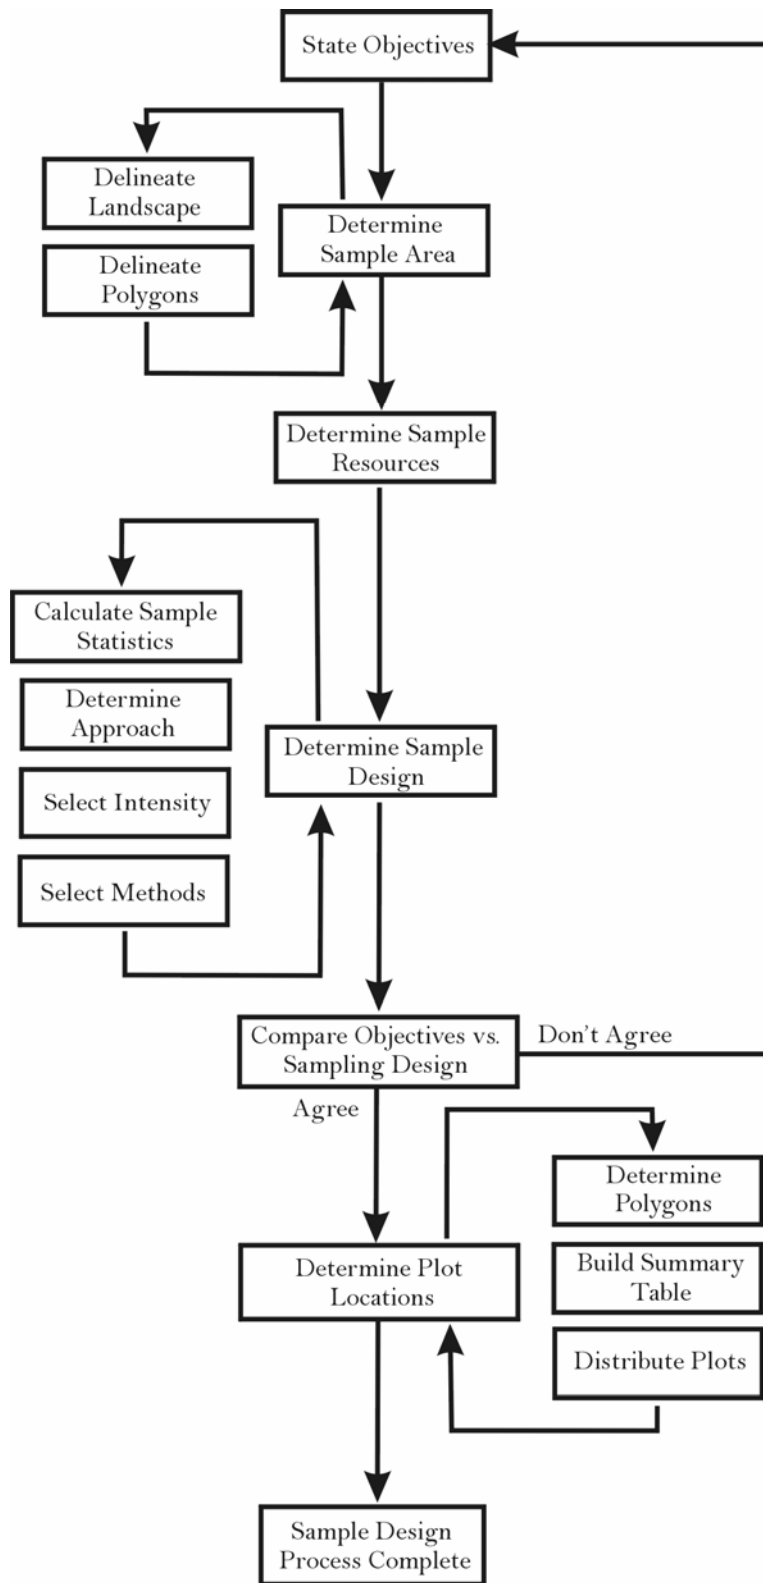 State Objectives
Delineate
Landscape
Determine
Sample Area
Delineate
Polygons
Determine Sample
Resources
Calculate Sample
Statistics
Determine
Approach
Determine Sample
Design
Select Intensity
Select Methods
Compare Objectives vs.
Sampling Design
Don't Agree
Agree
Determine
Polygons
Determine Plot
Locations
Build Summary
Table
Distribute Plots
Sample Design
Process Complete